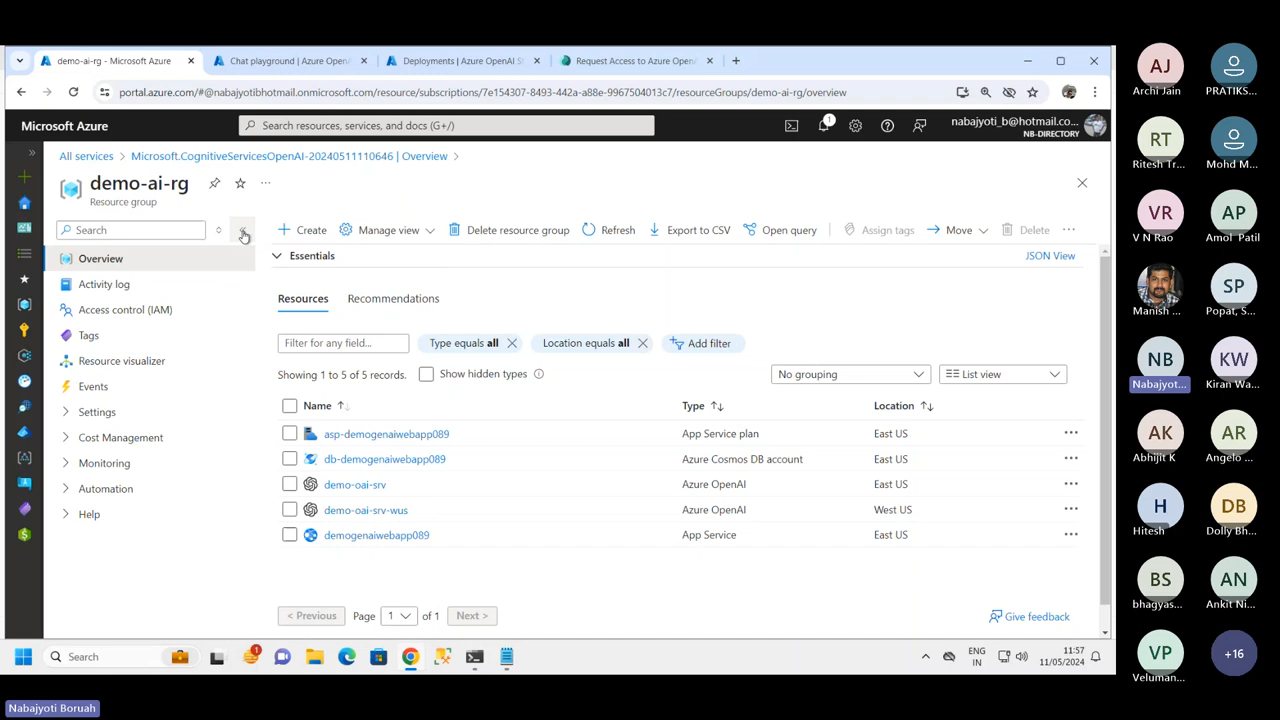 demo-ai-rg - Microsoft Azure
Chat playground | Azure OpenA
Deployments | Azure OpenAI St
Request Access to Azure OpenA
portal.azure.com/#@nabajyotibhotmail.onmicrosoft.com/resource/subscriptions/7e154307-8493-442a-a88e-9967504013c7/resourceGroups/demo-ai-rg/overview
Microsoft Azure
Search resources, services, and docs (G+/)
1
nabajyoti_b@hotmail.co...
NB-DIRECTORY
All services > Microsoft.CognitiveServicesOpenAI-20240511110646 | Overview >
demo-ai-rg
Resource group
Search
Create
Manage view
Delete resource group
Refresh
Export to CSV
Open query
Assign tags
Move
Delete
Overview
Activity log
Access control (IAM)
Tags
Resource visualizer
Events
Settings
Cost Management
Monitoring
Automation
Help
Essentials
JSON View
Resources
Recommendations
Filter for any field...
Type equals all
Location equals all
Add filter
Showing 1 to 5 of 5 records.
Show hidden types
No grouping
List view
Name
Type
Location
asp-demogenaiwebapp089 App Service plan East US
db-demogenaiwebapp089 Azure Cosmos DB account East US
demo-oai-srv Azure OpenAI East US
demo-oai-srv-wus Azure OpenAI West US
demogenaiwebapp089 App Service East US
< Previous
Page 1 of 1
Next >
Give feedback
Search
1
ENG
IN
11:57
11/05/2024
AJ
Archi Jain
PRATIKS...
RT
Ritesh Tr...
Mohd M...
VR
V N Rao
AP
Amol Patil
Manish ...
SP
Popat, S...
NB
Nabajyot...
KW
Kiran Wa...
AK
Abhijit K
AR
Angelo ...
H
Hitesh
DB
Dolly Bh...
BS
bhagyas...
AN
Ankit Ni...
VP
Veluman...
+16
Nabajyoti Boruah